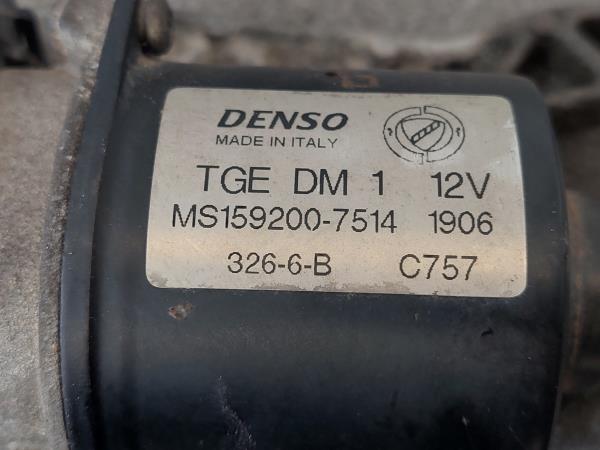 DENSO
MADE IN ITALY
TGE DM 1 12V
MS159200-7514 1906
326-6-B C757